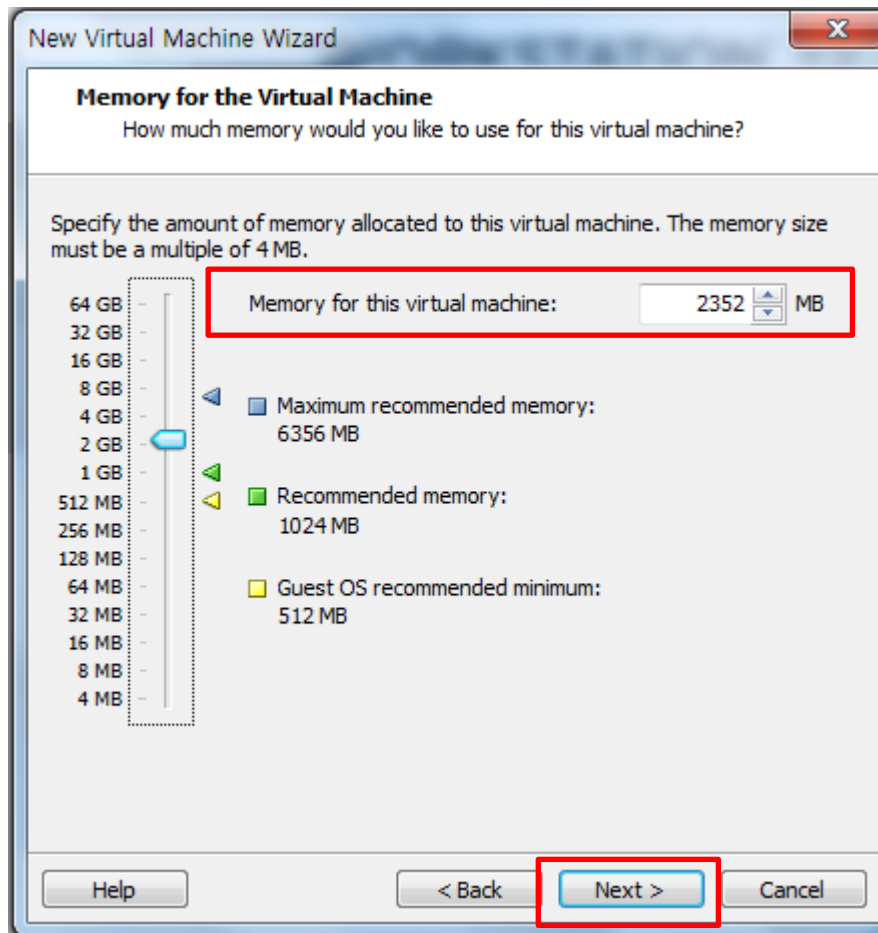 New Virtual Machine Wizard
Memory for the Virtual Machine
How much memory would you like to use for this virtual machine?
Specify the amount of memory allocated to this virtual machine. The memory size
must be a multiple of 4 MB.
Memory for this virtual machine: 2352 MB
64 GB
32 GB
16 GB
8 GB
4 GB
2 GB
1 GB
512 MB
256 MB
128 MB
64 MB
32 MB
16 MB
8 MB
4 MB
Maximum recommended memory:
6356 MB
Recommended memory:
1024 MB
Guest OS recommended minimum:
512 MB
Help < Back Next > Cancel